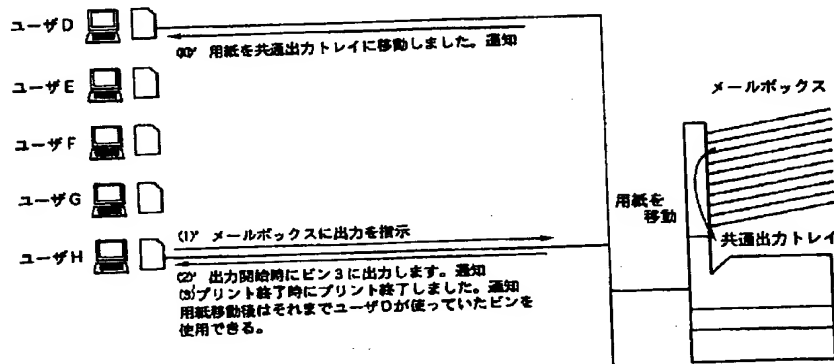 ユーザD
(4)' 用紙を共通出力トレイに移動しました。通知
ユーザE
メールボックス
ユーザF
ユーザG
用紙を
移動
(1)' メールボックスに出力を指示
共通出力トレイ
ユーザH
(2)' 出力開始時にビン3に出力します。通知
(3)'プリント終了時にプリント終了しました。通知
用紙移動後はそれまでユーザDが使っていたビンを
使用できる。